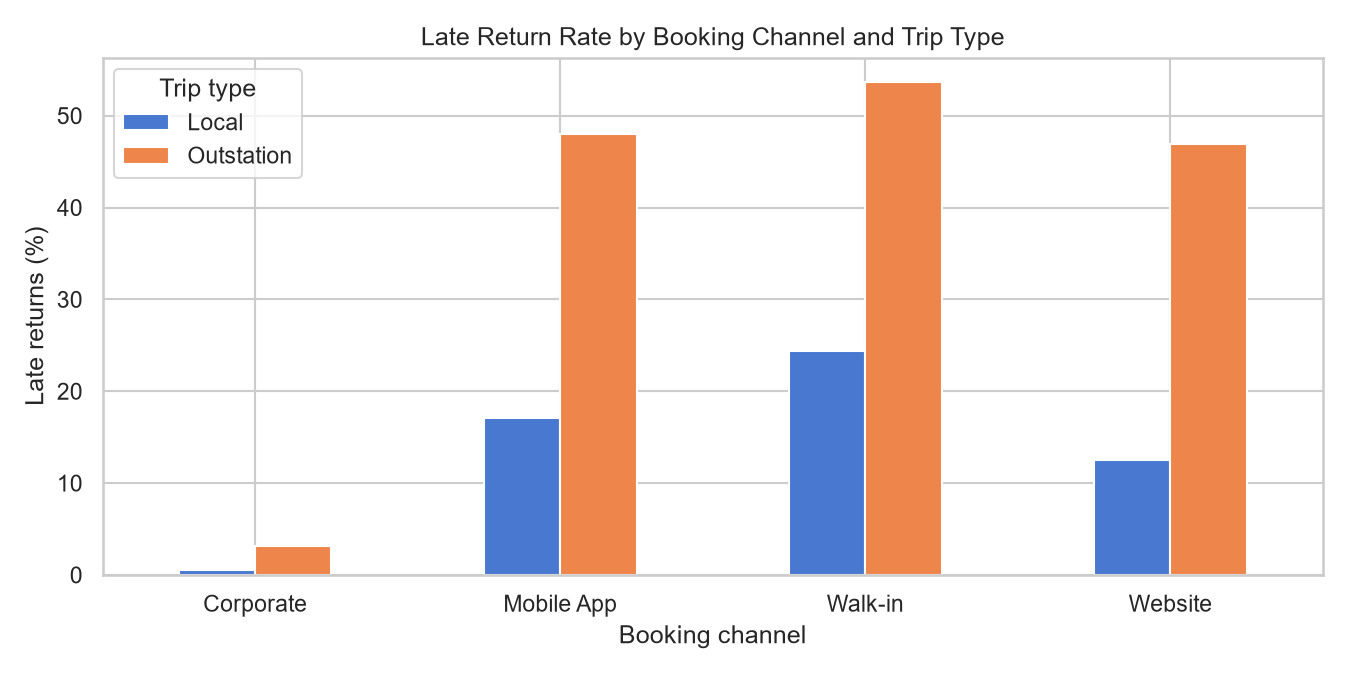 Late Return Rate by Booking Channel and Trip Type
Trip type
Local
Outstation
Late returns (%)
50
40
30
20
10
0
Corporate
Mobile App
Walk-in
Website
Booking channel